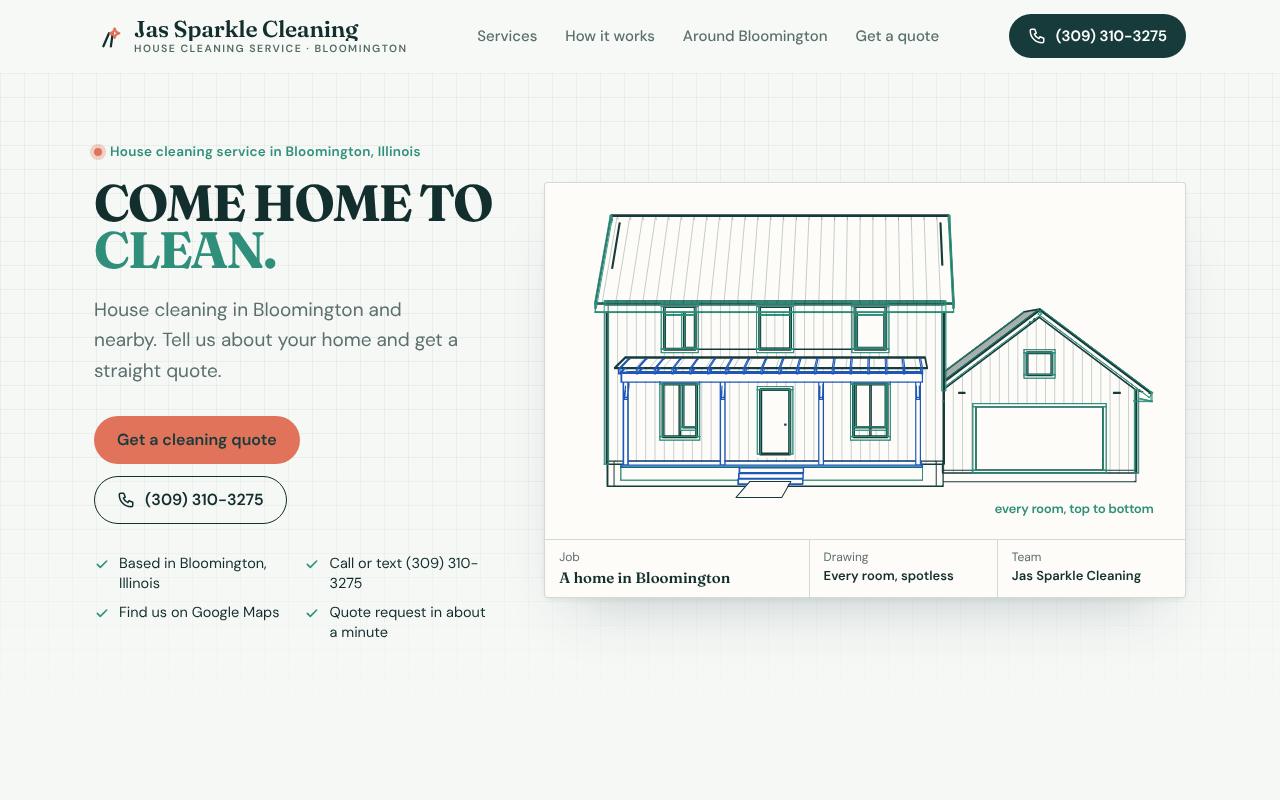 Jas Sparkle Cleaning
HOUSE CLEANING SERVICE · BLOOMINGTON
Services
How it works
Around Bloomington
Get a quote
(309) 310-3275
House cleaning service in Bloomington, Illinois
COME HOME TO
CLEAN.
House cleaning in Bloomington and
nearby. Tell us about your home and get a
straight quote.
Get a cleaning quote
(309) 310-3275
Based in Bloomington,
Illinois
Call or text (309) 310-
3275
Find us on Google Maps
Quote request in about
a minute
every room, top to bottom
Job
A home in Bloomington
Drawing
Every room, spotless
Team
Jas Sparkle Cleaning